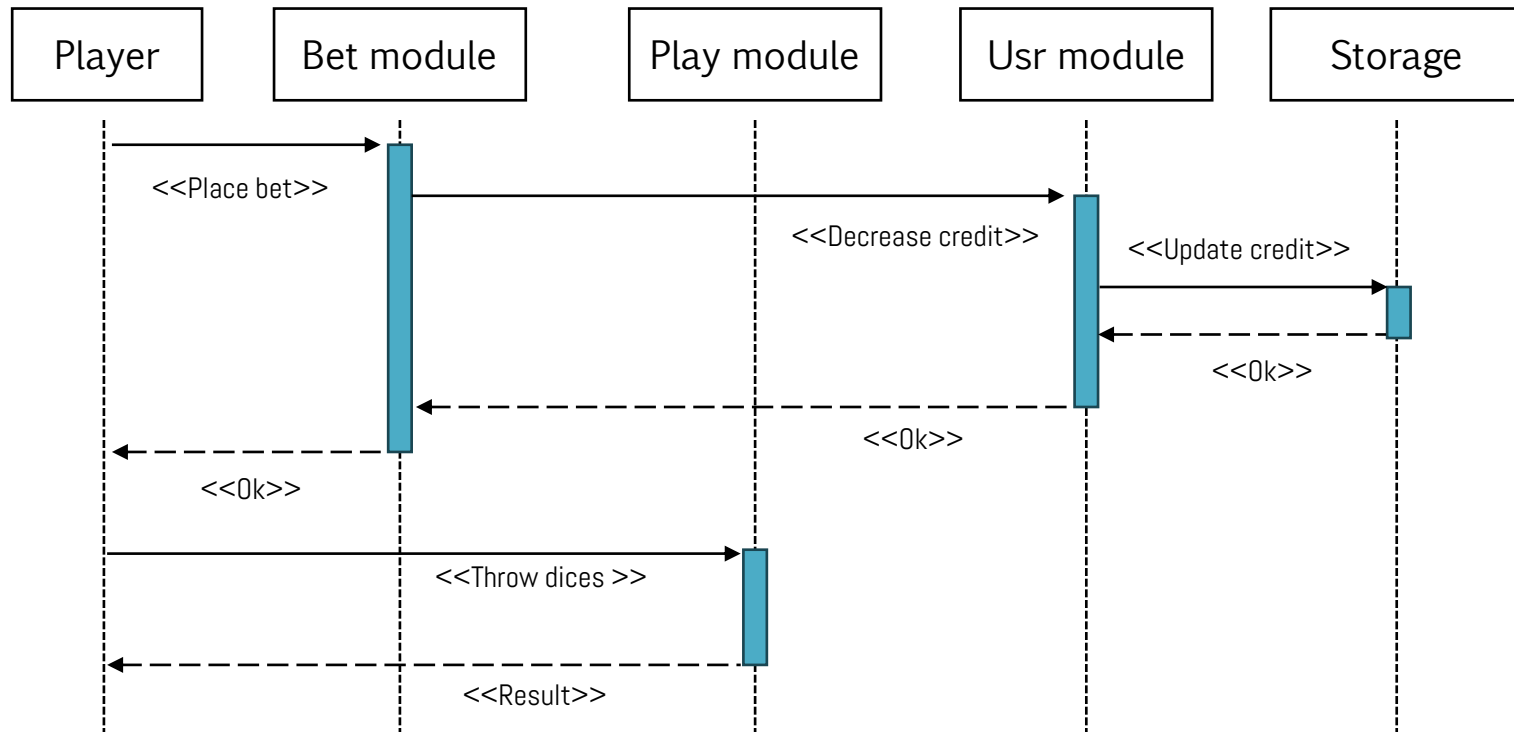 Player
Bet module
Play module
Usr module
Storage
<<Place bet>>
<<Decrease credit>>
<<Update credit>>
<<Ok>>
<<Ok>>
<<Ok>>
<<Throw dices >>
<<Result>>